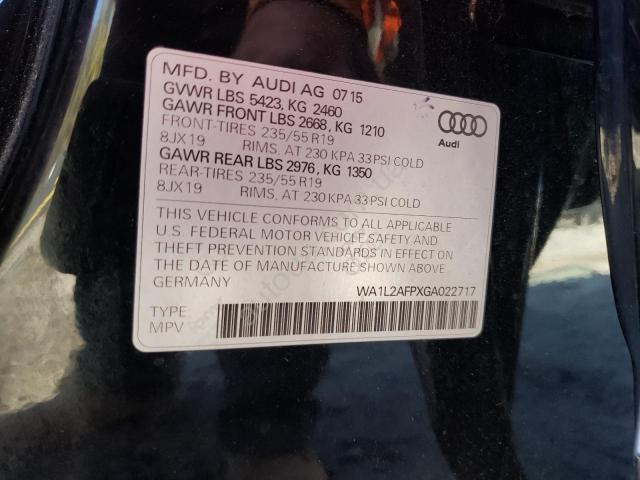 MFD. BY AUDI AG 07 15
GVWR LBS 5423, KG 2460
GAWR FRONT LBS 2668, KG 1210
FRONT-TIRES 235/55 R19
8JX19 RIMS, AT 230 KPA 33 PSI COLD
GAWR REAR LBS 2976, KG 1350
REAR-TIRES 235/55 R19
8JX19 RIMS, AT 230 KPA 33 PSI COLD
Audi
THIS VEHICLE CONFORMS TO ALL APPLICABLE
U.S. FEDERAL MOTOR VEHICLE SAFETY AND
THEFT PREVENTION STANDARDS IN EFFECT ON
THE DATE OF MANUFACTURE SHOWN ABOVE
GERMANY
WA1L2AFPXGA022717
TYPE
MPV